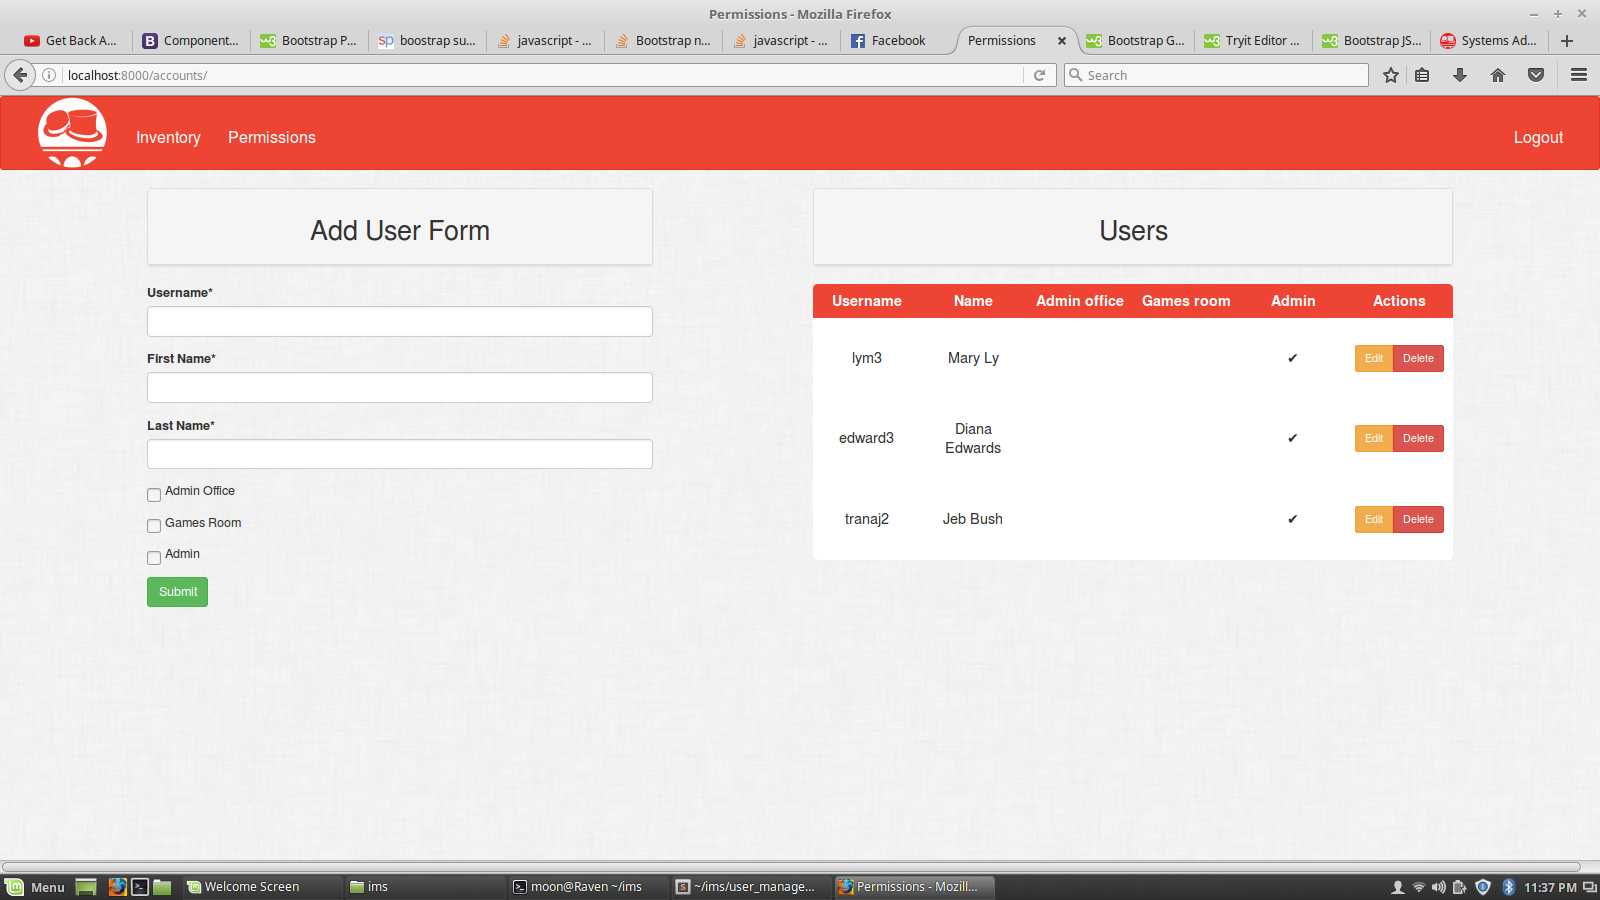 Permissions - Mozilla Firefox
Get Back A...
Component...
Bootstrap P...
boostrap su...
javascript - ...
Bootstrap n...
javascript - ...
Facebook
Permissions
Bootstrap G...
Tryit Editor ...
Bootstrap JS...
Systems Ad...
localhost:8000/accounts/
Search
Inventory
Permissions
Logout
Add User Form
Username*
First Name*
Last Name*
Admin Office
Games Room
Admin
Submit
Users
Username Name Admin office Games room Admin Actions
lym3 Mary Ly ✔ Edit Delete
edward3 Diana Edwards ✔ Edit Delete
tranaj2 Jeb Bush ✔ Edit Delete
Menu
Welcome Screen
ims
moon@Raven ~/ims
~/ims/user_manage...
Permissions - Mozill...
11:37 PM